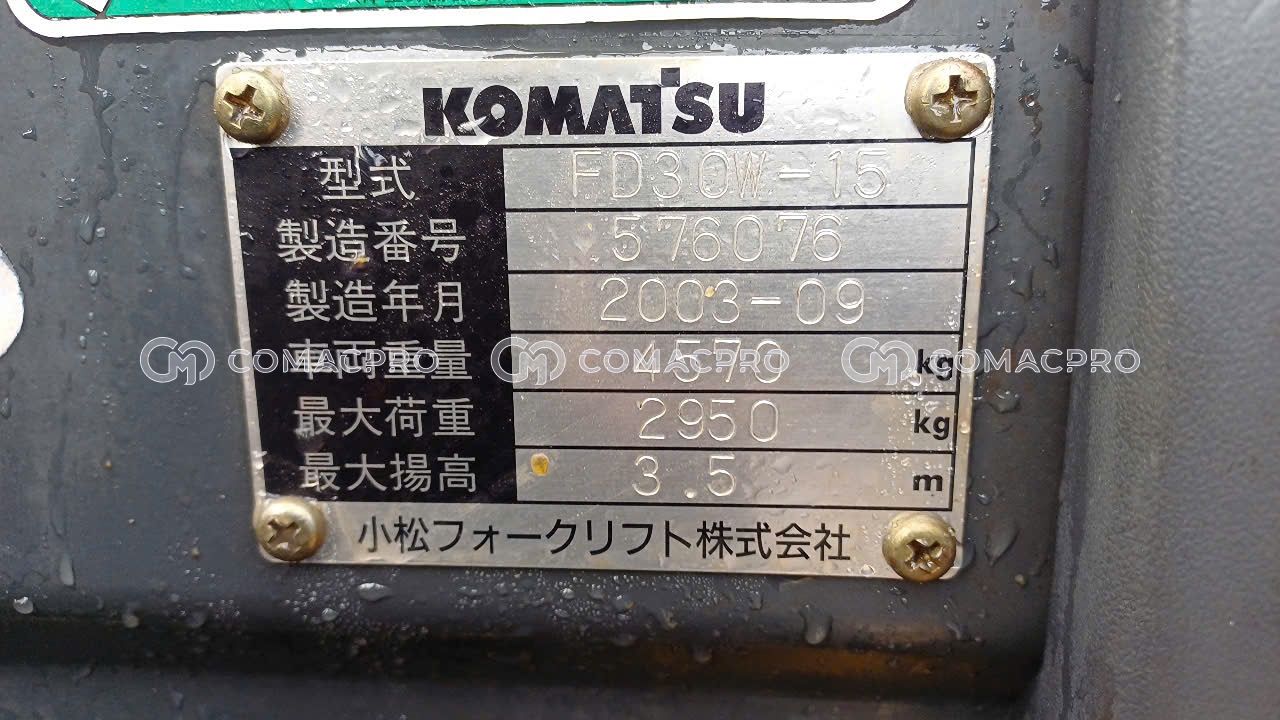 KOMATSU
型式 FD30W-15
製造番号 576076
製造年月 2003-09
車両重量 4570 kg
COMACPRO COMACPRO COMACPRO
最大荷重 2950 kg
最大揚高 3.5 m
小松フォークリフト株式会社